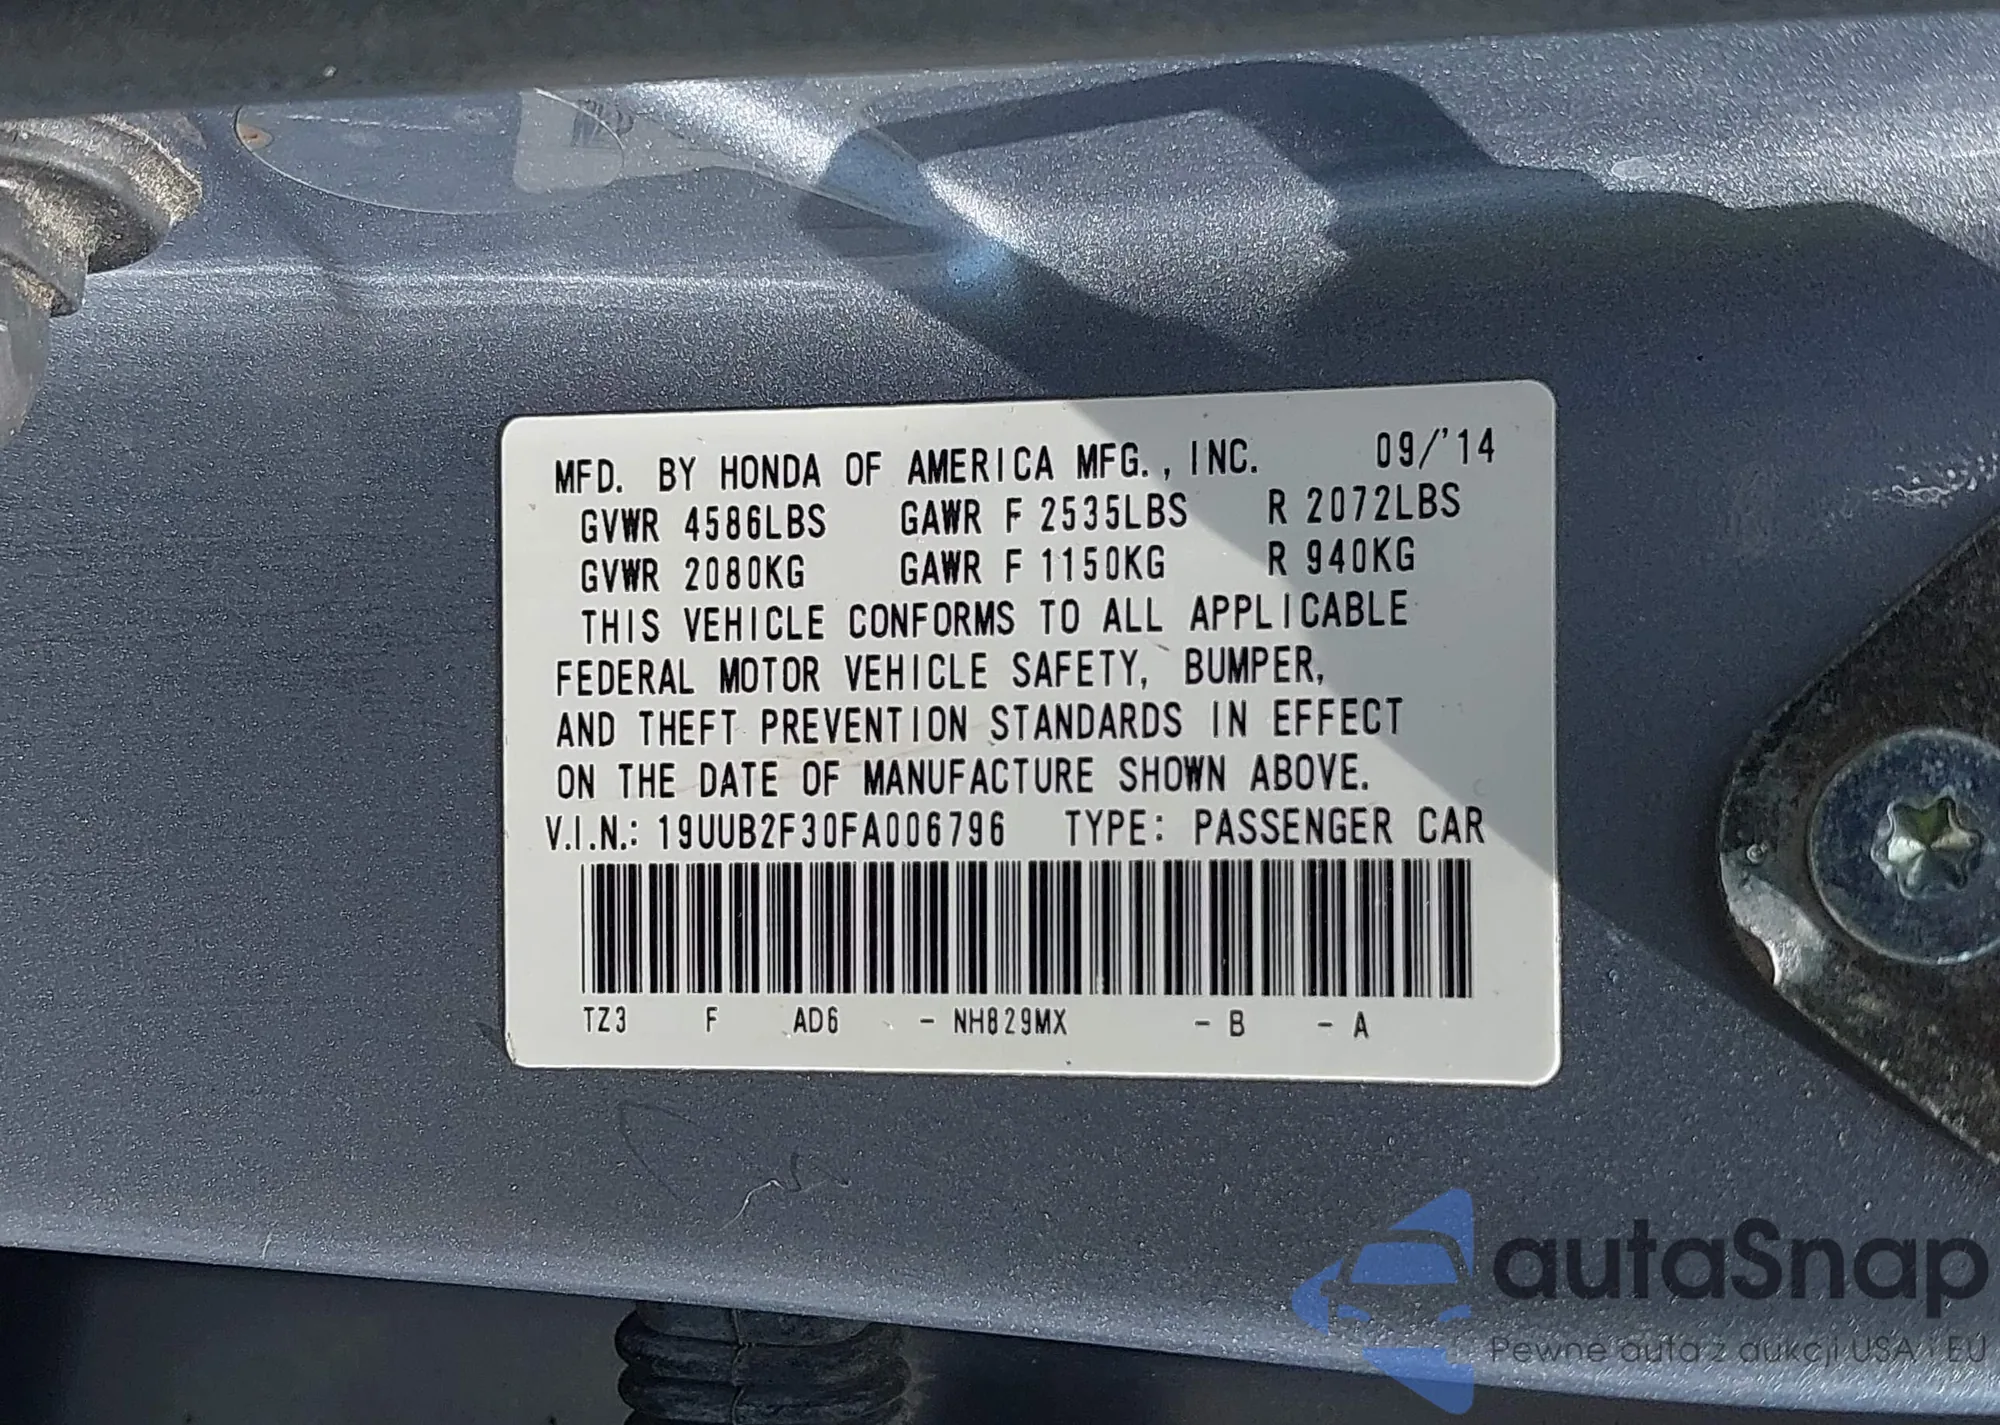 MFD. BY HONDA OF AMERICA MFG., INC. 09/'14
GVWR 4586LBS GAWR F 2535LBS R 2072LBS
GVWR 2080KG GAWR F 1150KG R 940KG
THIS VEHICLE CONFORMS TO ALL APPLICABLE
FEDERAL MOTOR VEHICLE SAFETY, BUMPER,
AND THEFT PREVENTION STANDARDS IN EFFECT
ON THE DATE OF MANUFACTURE SHOWN ABOVE.
V.I.N.: 19UUB2F30FA006796 TYPE: PASSENGER CAR
TZ3 F AD6 - NH829MX - B - A
autaSnap
Pewne auta z aukcji USA i EU